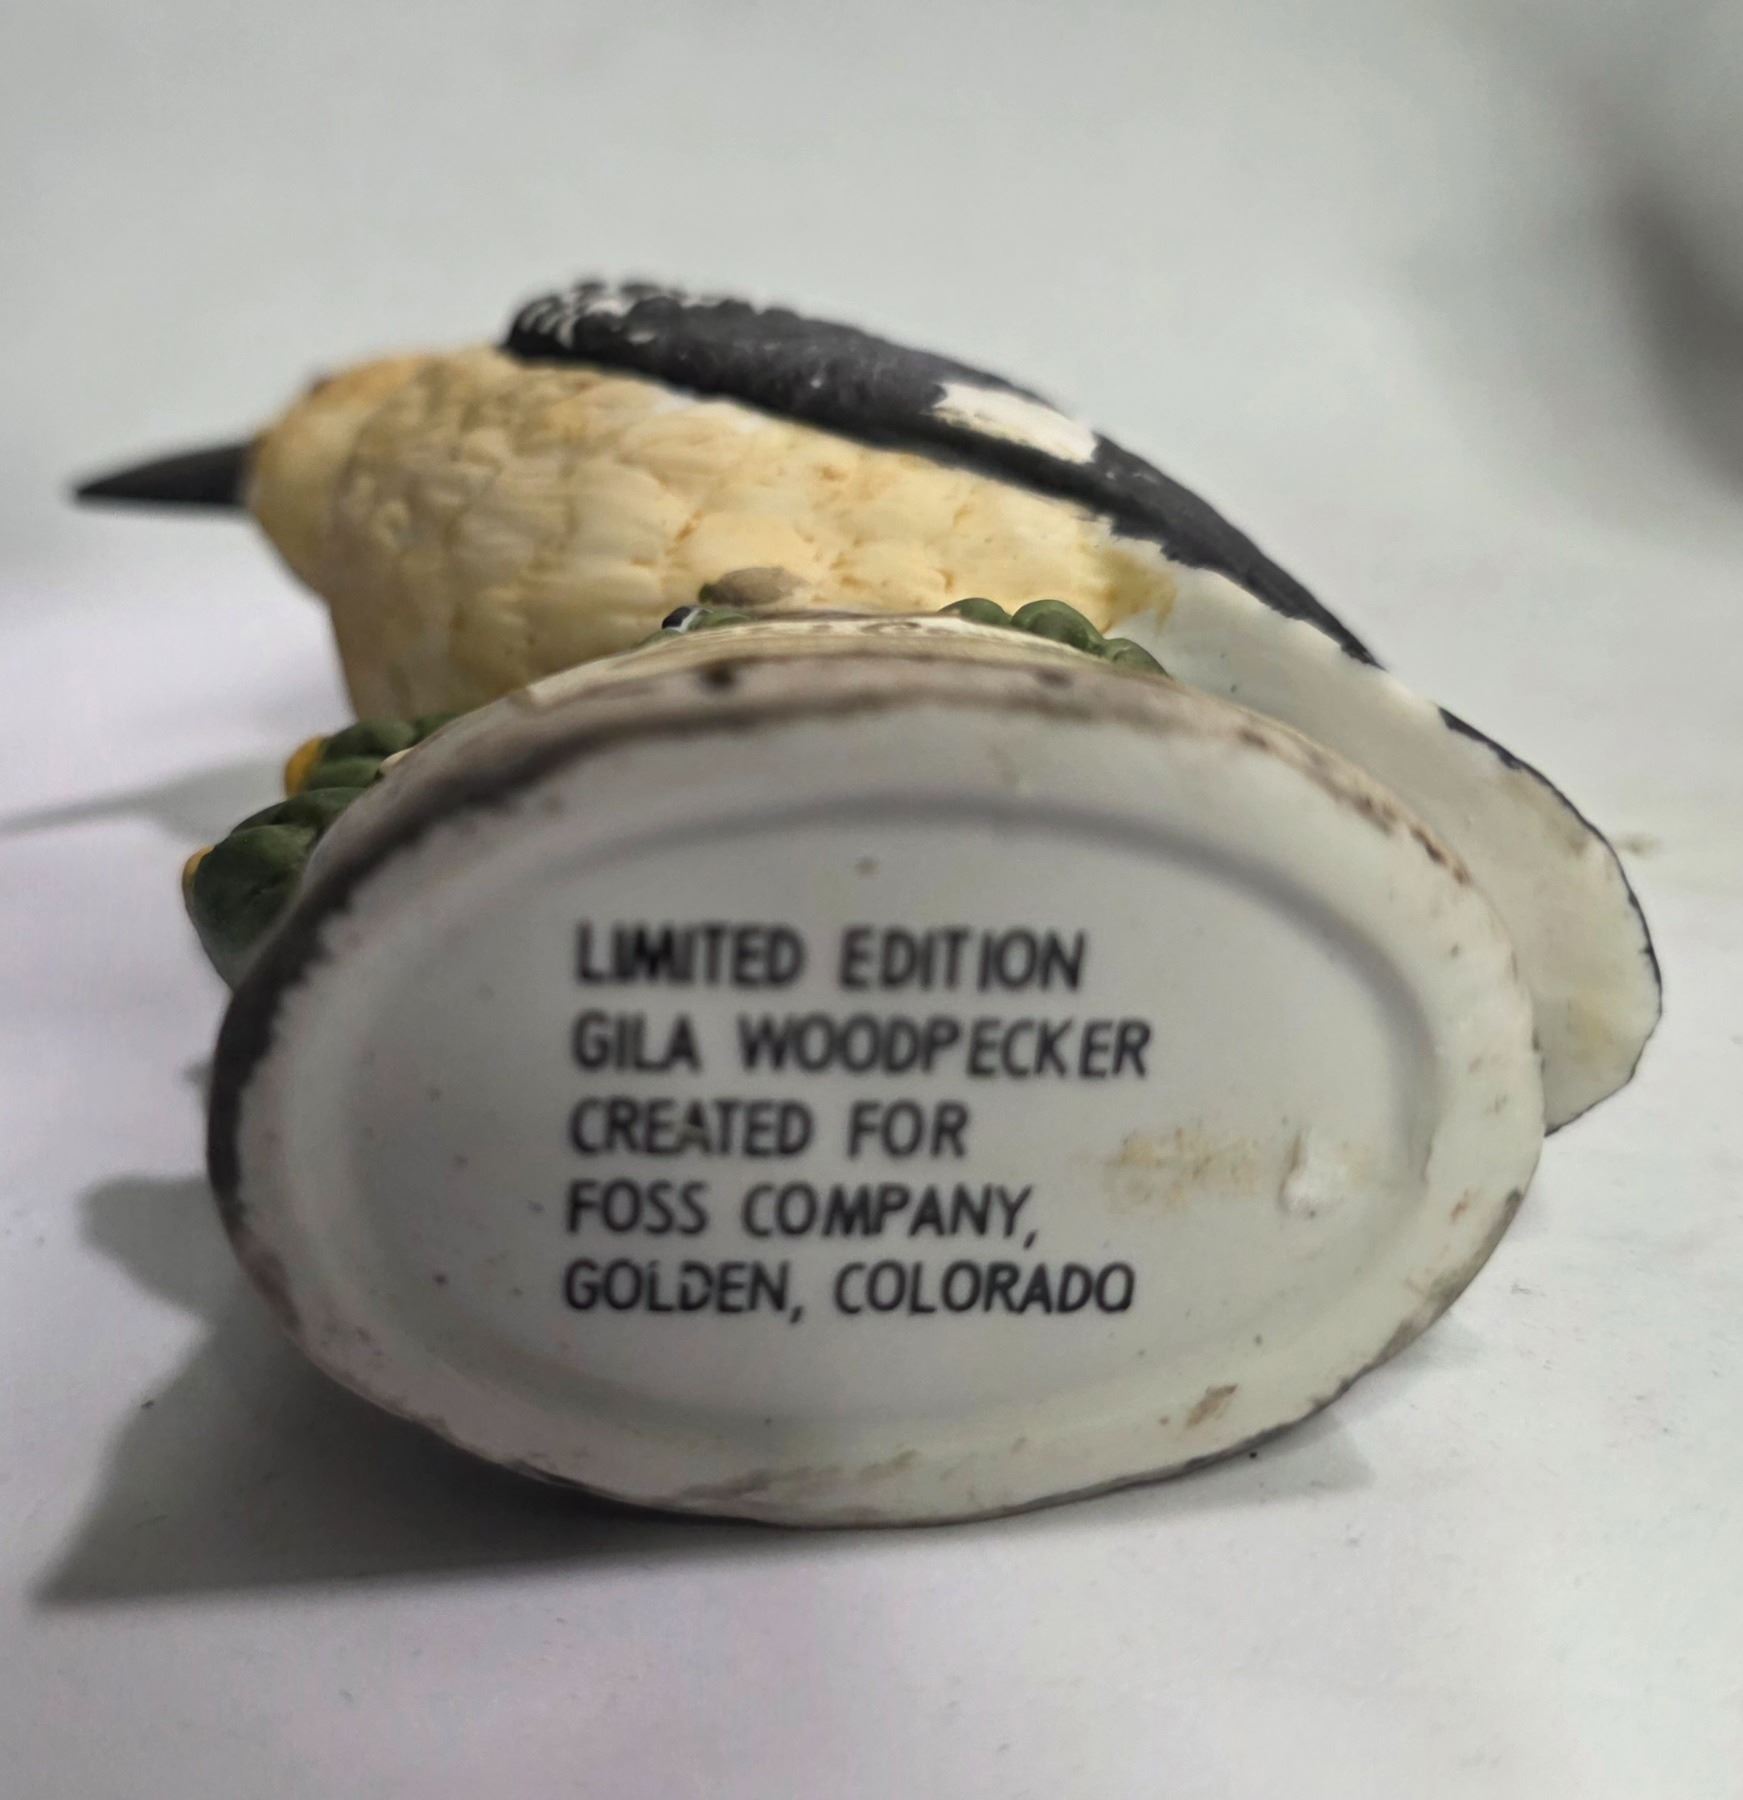 LIMITED EDITION
GILA WOODPECKER
CREATED FOR
FOSS COMPANY,
GOLDEN, COLORADO